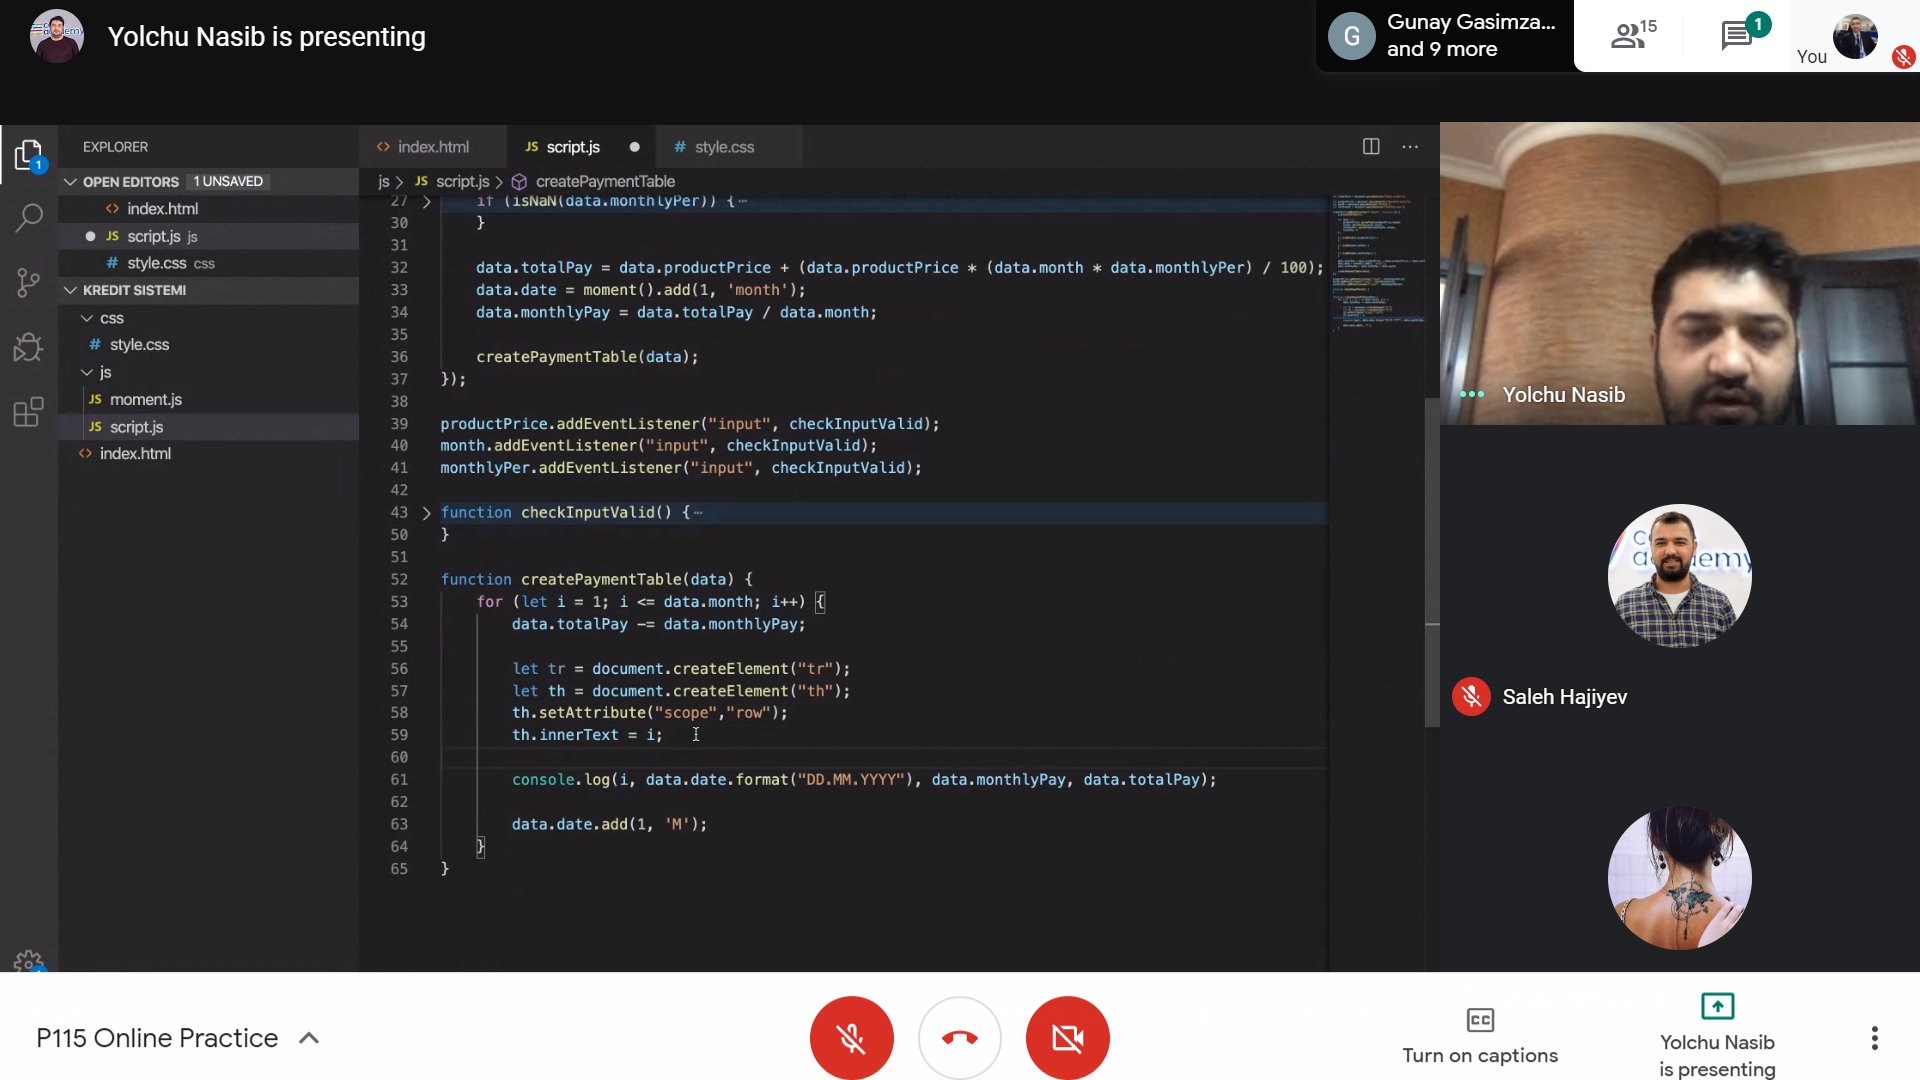 Yolchu Nasib is presenting
G
Gunay Gasimza...
and 9 more
15
1
You
EXPLORER
OPEN EDITORS 1 UNSAVED
index.html
script.js js
style.css css
KREDIT SISTEMI
css
style.css
js
moment.js
script.js
index.html
1
index.html
JS script.js
# style.css
js > JS script.js > createPaymentTable
27 if (isNaN(data.monthlyPer)) {
30 }
31
32 data.totalPay = data.productPrice + (data.productPrice * (data.month * data.monthlyPer) / 100);
33 data.date = moment().add(1, 'month');
34 data.monthlyPay = data.totalPay / data.month;
35
36 createPaymentTable(data);
37 });
38
39 productPrice.addEventListener("input", checkInputValid);
40 month.addEventListener("input", checkInputValid);
41 monthlyPer.addEventListener("input", checkInputValid);
42
43 function checkInputValid() {
50 }
51
52 function createPaymentTable(data) {
53 for (let i = 1; i <= data.month; i++) {
54 data.totalPay -= data.monthlyPay;
55
56 let tr = document.createElement("tr");
57 let th = document.createElement("th");
58 th.setAttribute("scope","row");
59 th.innerText = i;
60
61 console.log(i, data.date.format("DD.MM.YYYY"), data.monthlyPay, data.totalPay);
62
63 data.date.add(1, 'M');
64 }
65 }
Yolchu Nasib
Saleh Hajiyev
P115 Online Practice
CC
Turn on captions
Yolchu Nasib
is presenting